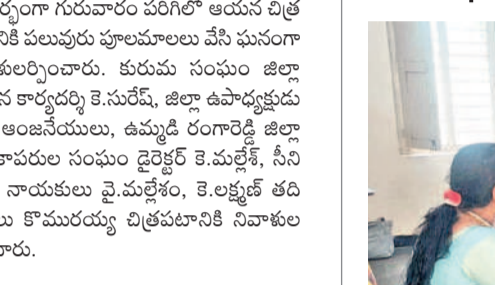 ర్భంగా గురువారం పరిగిలో ఆయన చిత్ర
నికి పలువురు పూలమాలలు వేసి ఘనంగా
ళులర్పించారు. కురుమ సంఘం జిల్లా
న కార్యదర్శి కె.సురేష్, జిల్లా ఉపాధ్యక్షుడు
ఆంజనేయులు, ఉమ్మడి రంగారెడ్డి జిల్లా
కాపరుల సంఘం డైరెక్టర్ కె.మల్లేశ్, సీని
నాయకులు వై.మల్లేశం, కె.లక్ష్మణ్ తది
లు కొమురయ్య చిత్రపటానికి నివాళుల
చారు.